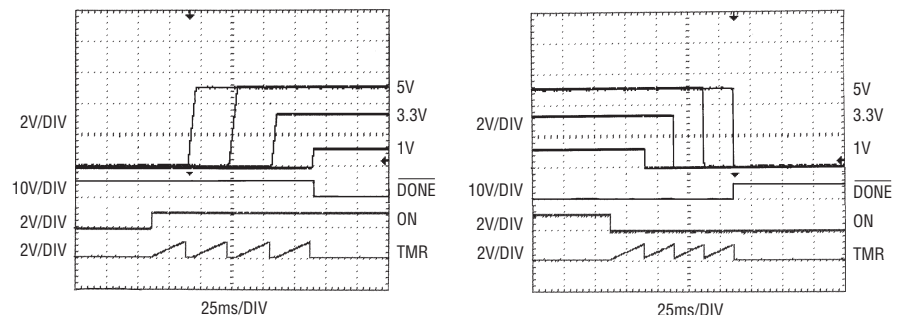 2V/DIV
10V/DIV
2V/DIV
2V/DIV
5V
3.3V
1V
DONE
ON
TMR
25ms/DIV
2V/DIV
10V/DIV
2V/DIV
2V/DIV
5V
3.3V
1V
DONE
ON
TMR
25ms/DIV